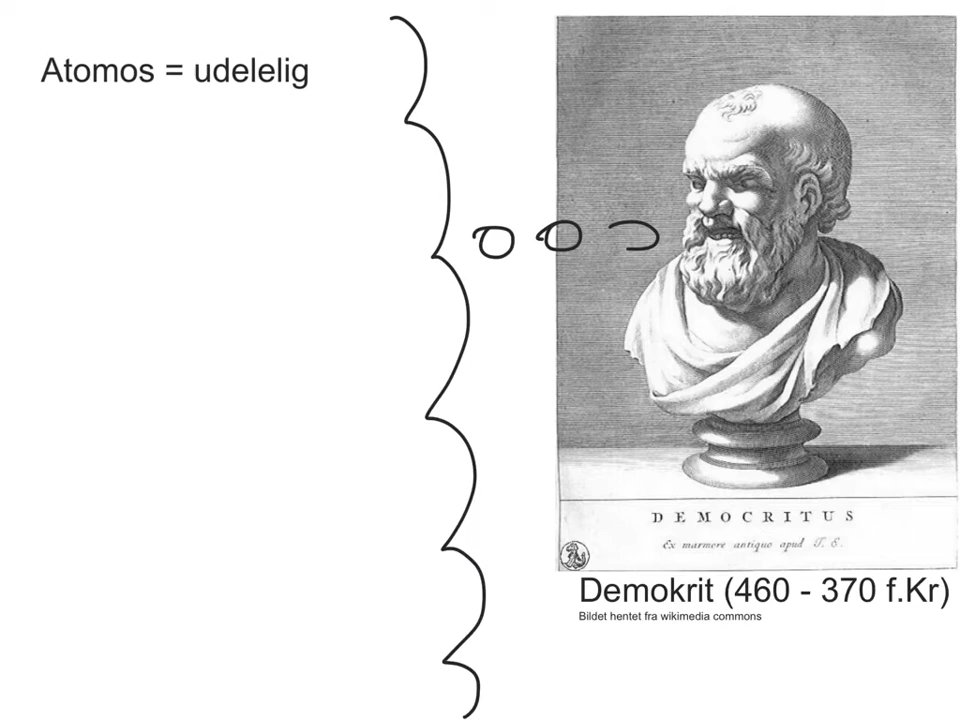 Atomos = udelelig
DEMOCRITUS
Ex marmore antiquo apud T. E.
Demokrit (460 - 370 f.Kr)
Bildet hentet fra wikimedia commons